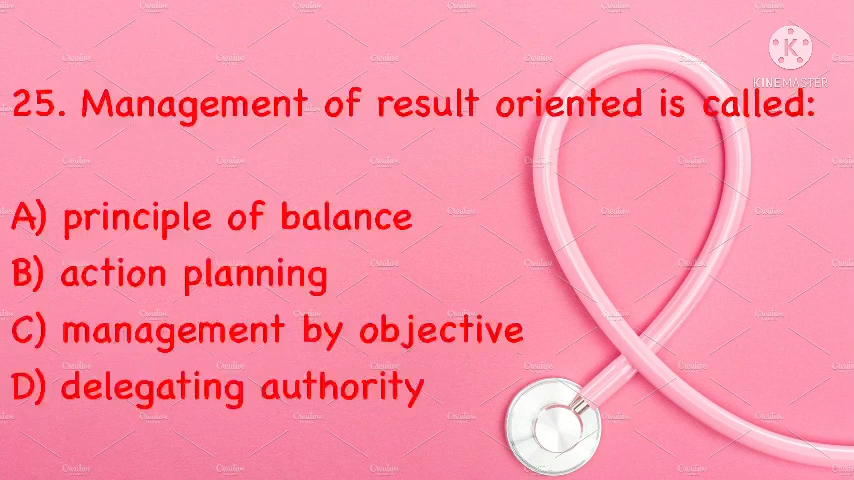 KINEMASTER
25. Management of result oriented is called:
A) principle of balance
B) action planning
C) management by objective
D) delegating authority